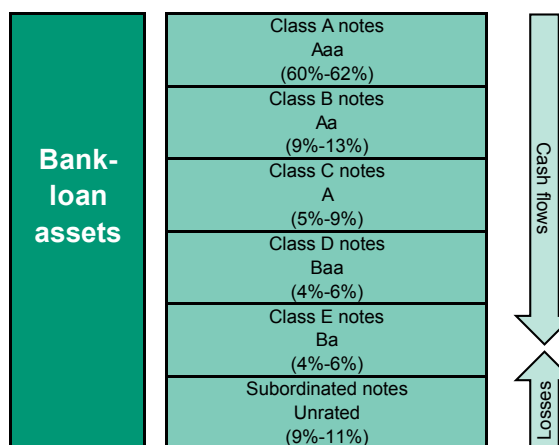 Bank-
loan
assets
Class A notes
Aaa
(60%-62%)
Class B notes
Aa
(9%-13%)
Class C notes
A
(5%-9%)
Class D notes
Baa
(4%-6%)
Class E notes
Ba
(4%-6%)
Subordinated notes
Unrated
(9%-11%)
Cash flows
Losses